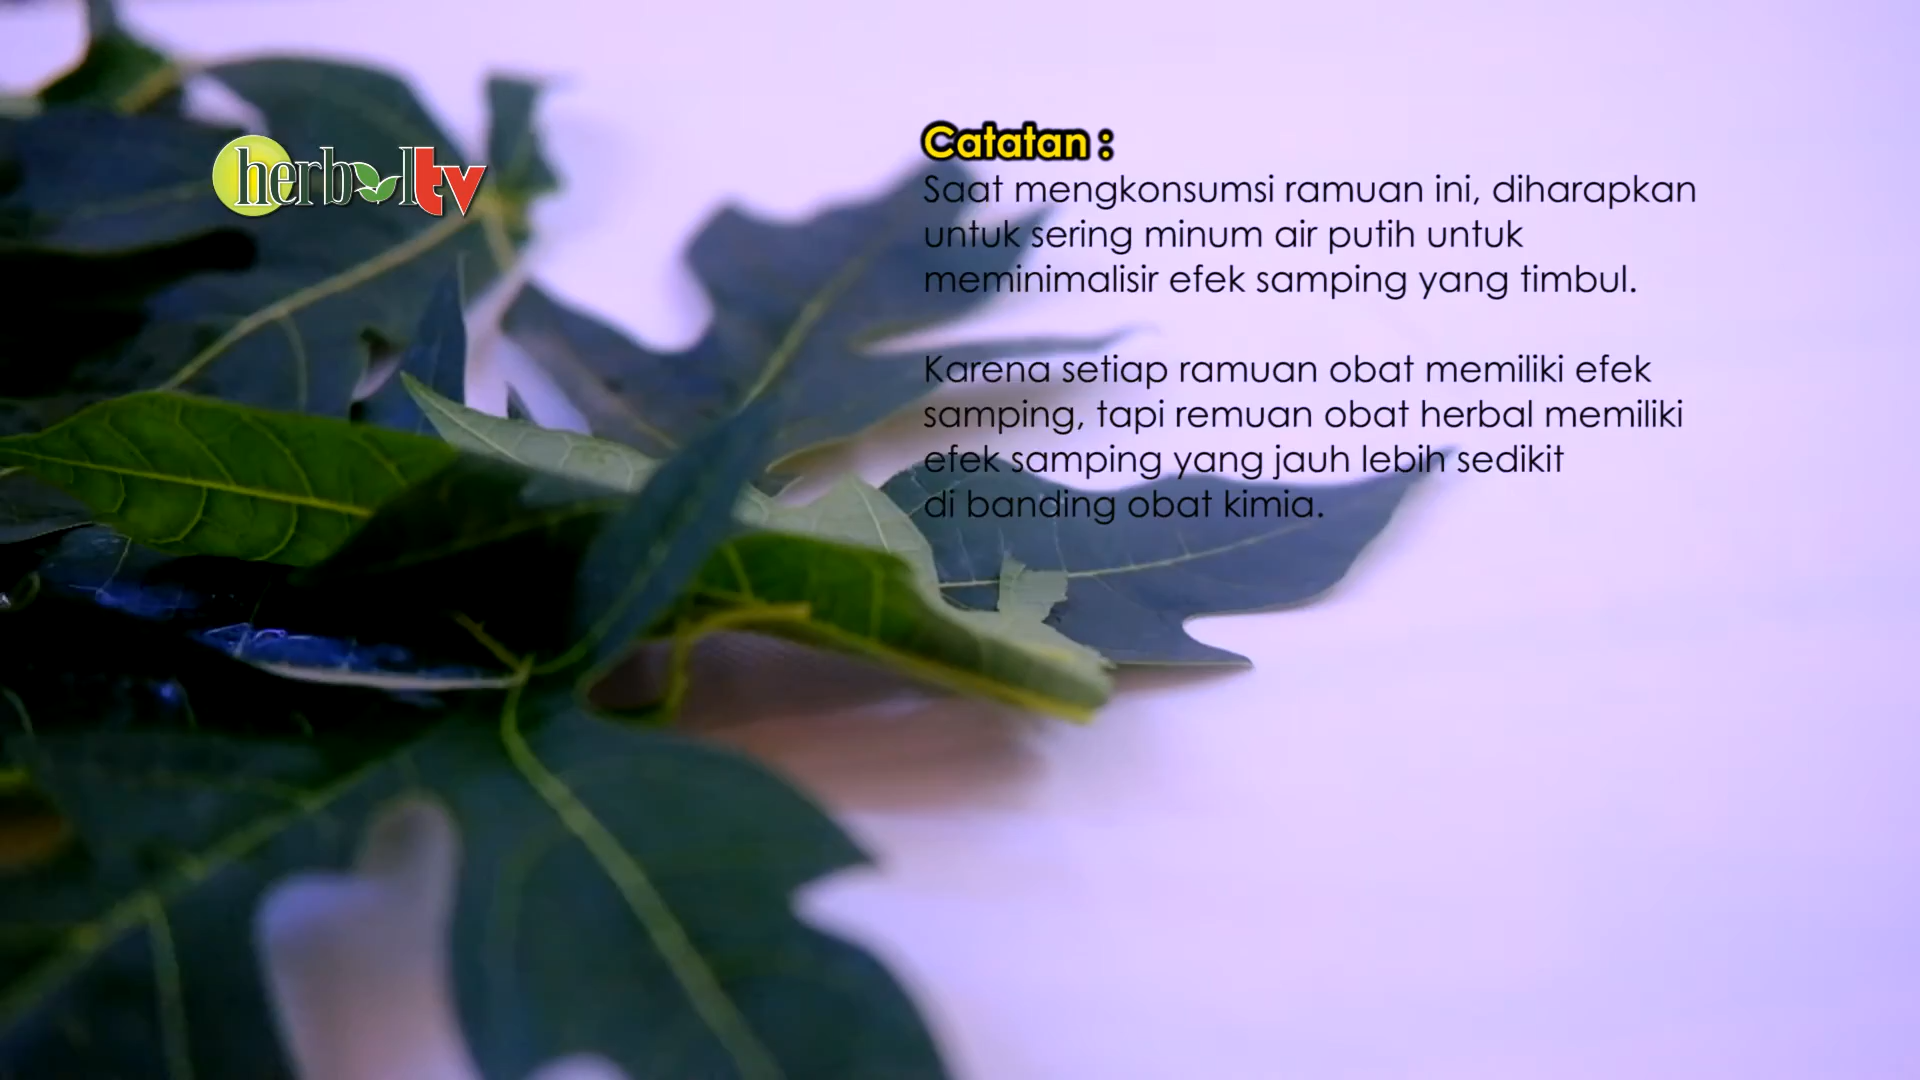 herbal tv
Catatan :
Saat mengkonsumsi ramuan ini, diharapkan
untuk sering minum air putih untuk
meminimalisir efek samping yang timbul.
Karena setiap ramuan obat memiliki efek
samping, tapi remuan obat herbal memiliki
efek samping yang jauh lebih sedikit
di banding obat kimia.